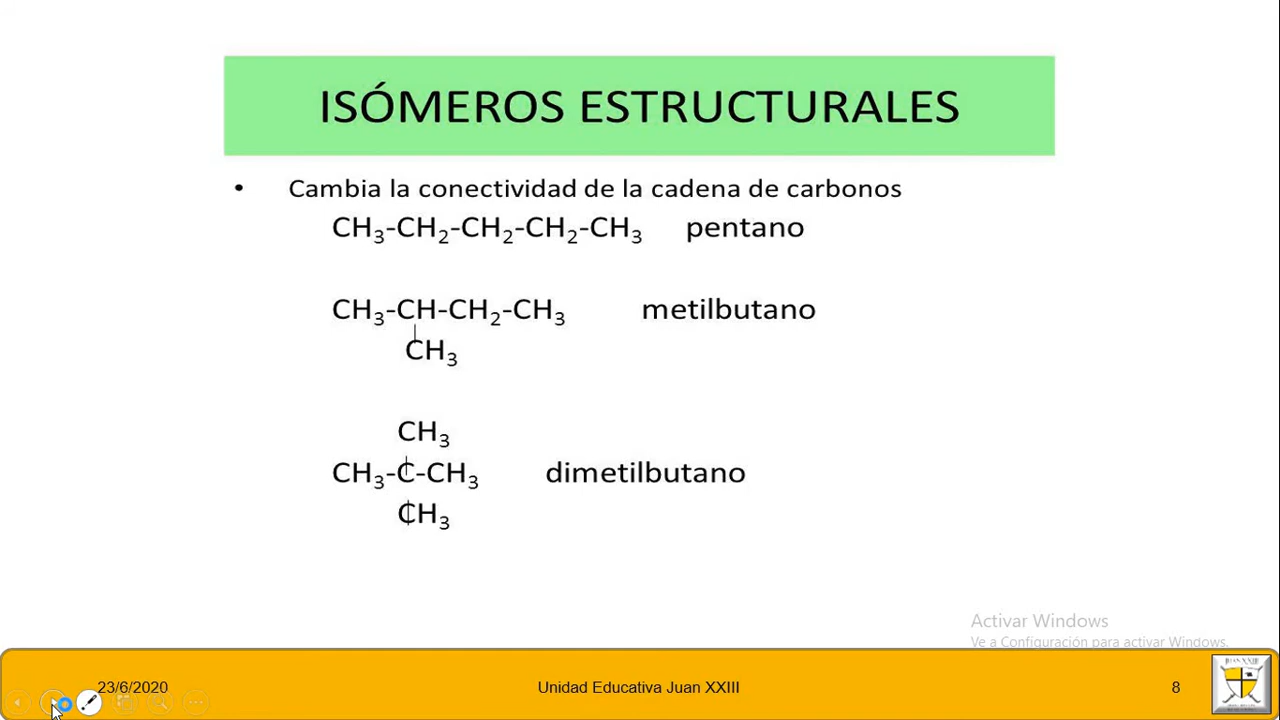 ISÓMEROS ESTRUCTURALES
• Cambia la conectividad de la cadena de carbonos
CH₃-CH₂-CH₂-CH₂-CH₃ pentano
CH₃-CH-CH₂-CH₃ metilbutano
CH₃
CH₃
CH₃-C-CH₃ dimetilbutano
CH₃
Activar Windows
Ve a Configuración para activar Windows.
23/6/2020 Unidad Educativa Juan XXIII 8
JUAN XXIII